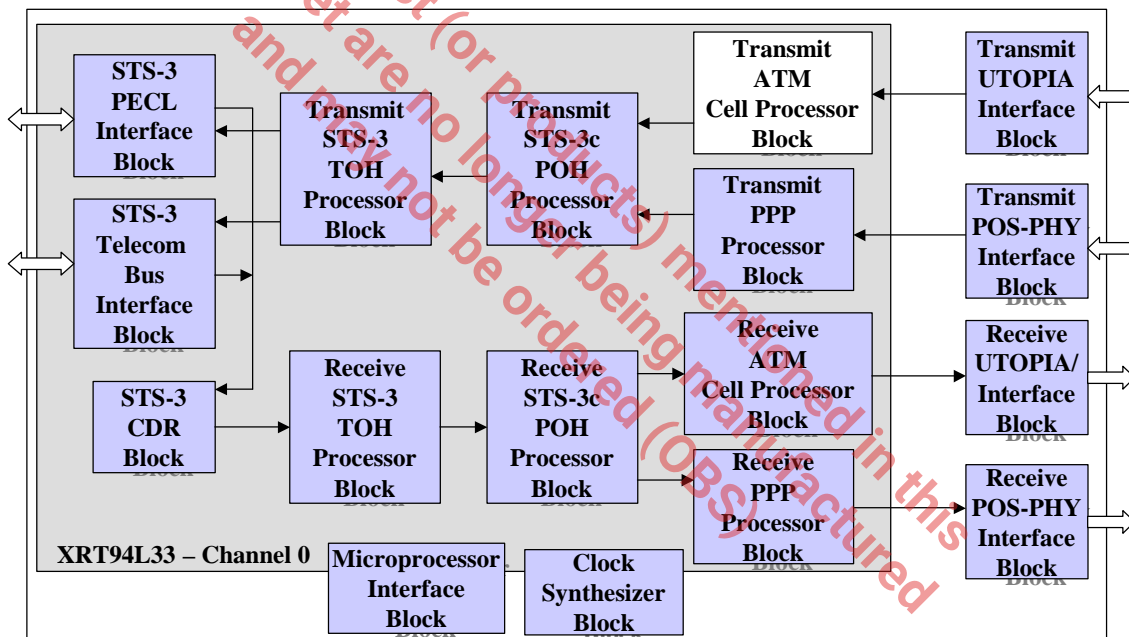 STS-3
PECL
Interface
Block
Transmit
STS-3
TOH
Processor
Block
Transmit
STS-3c
POH
Processor
Block
Transmit
ATM
Cell Processor
Block
Transmit
UTOPIA
Interface
Block
STS-3
Telecom
Bus
Interface
Block
Transmit
PPP
Processor
Block
Transmit
POS-PHY
Interface
Block
STS-3
CDR
Block
Receive
STS-3
TOH
Processor
Block
Receive
STS-3c
POH
Processor
Block
Receive
ATM
Cell Processor
Block
Receive
UTOPIA/
Interface
Block
Receive
PPP
Processor
Block
Receive
POS-PHY
Interface
Block
XRT94L33 – Channel 0
Microprocessor
Interface
Block
Clock
Synthesizer
Block
(or products) mentioned in this
et are no longer being manufactured
and may not be ordered (OBS)